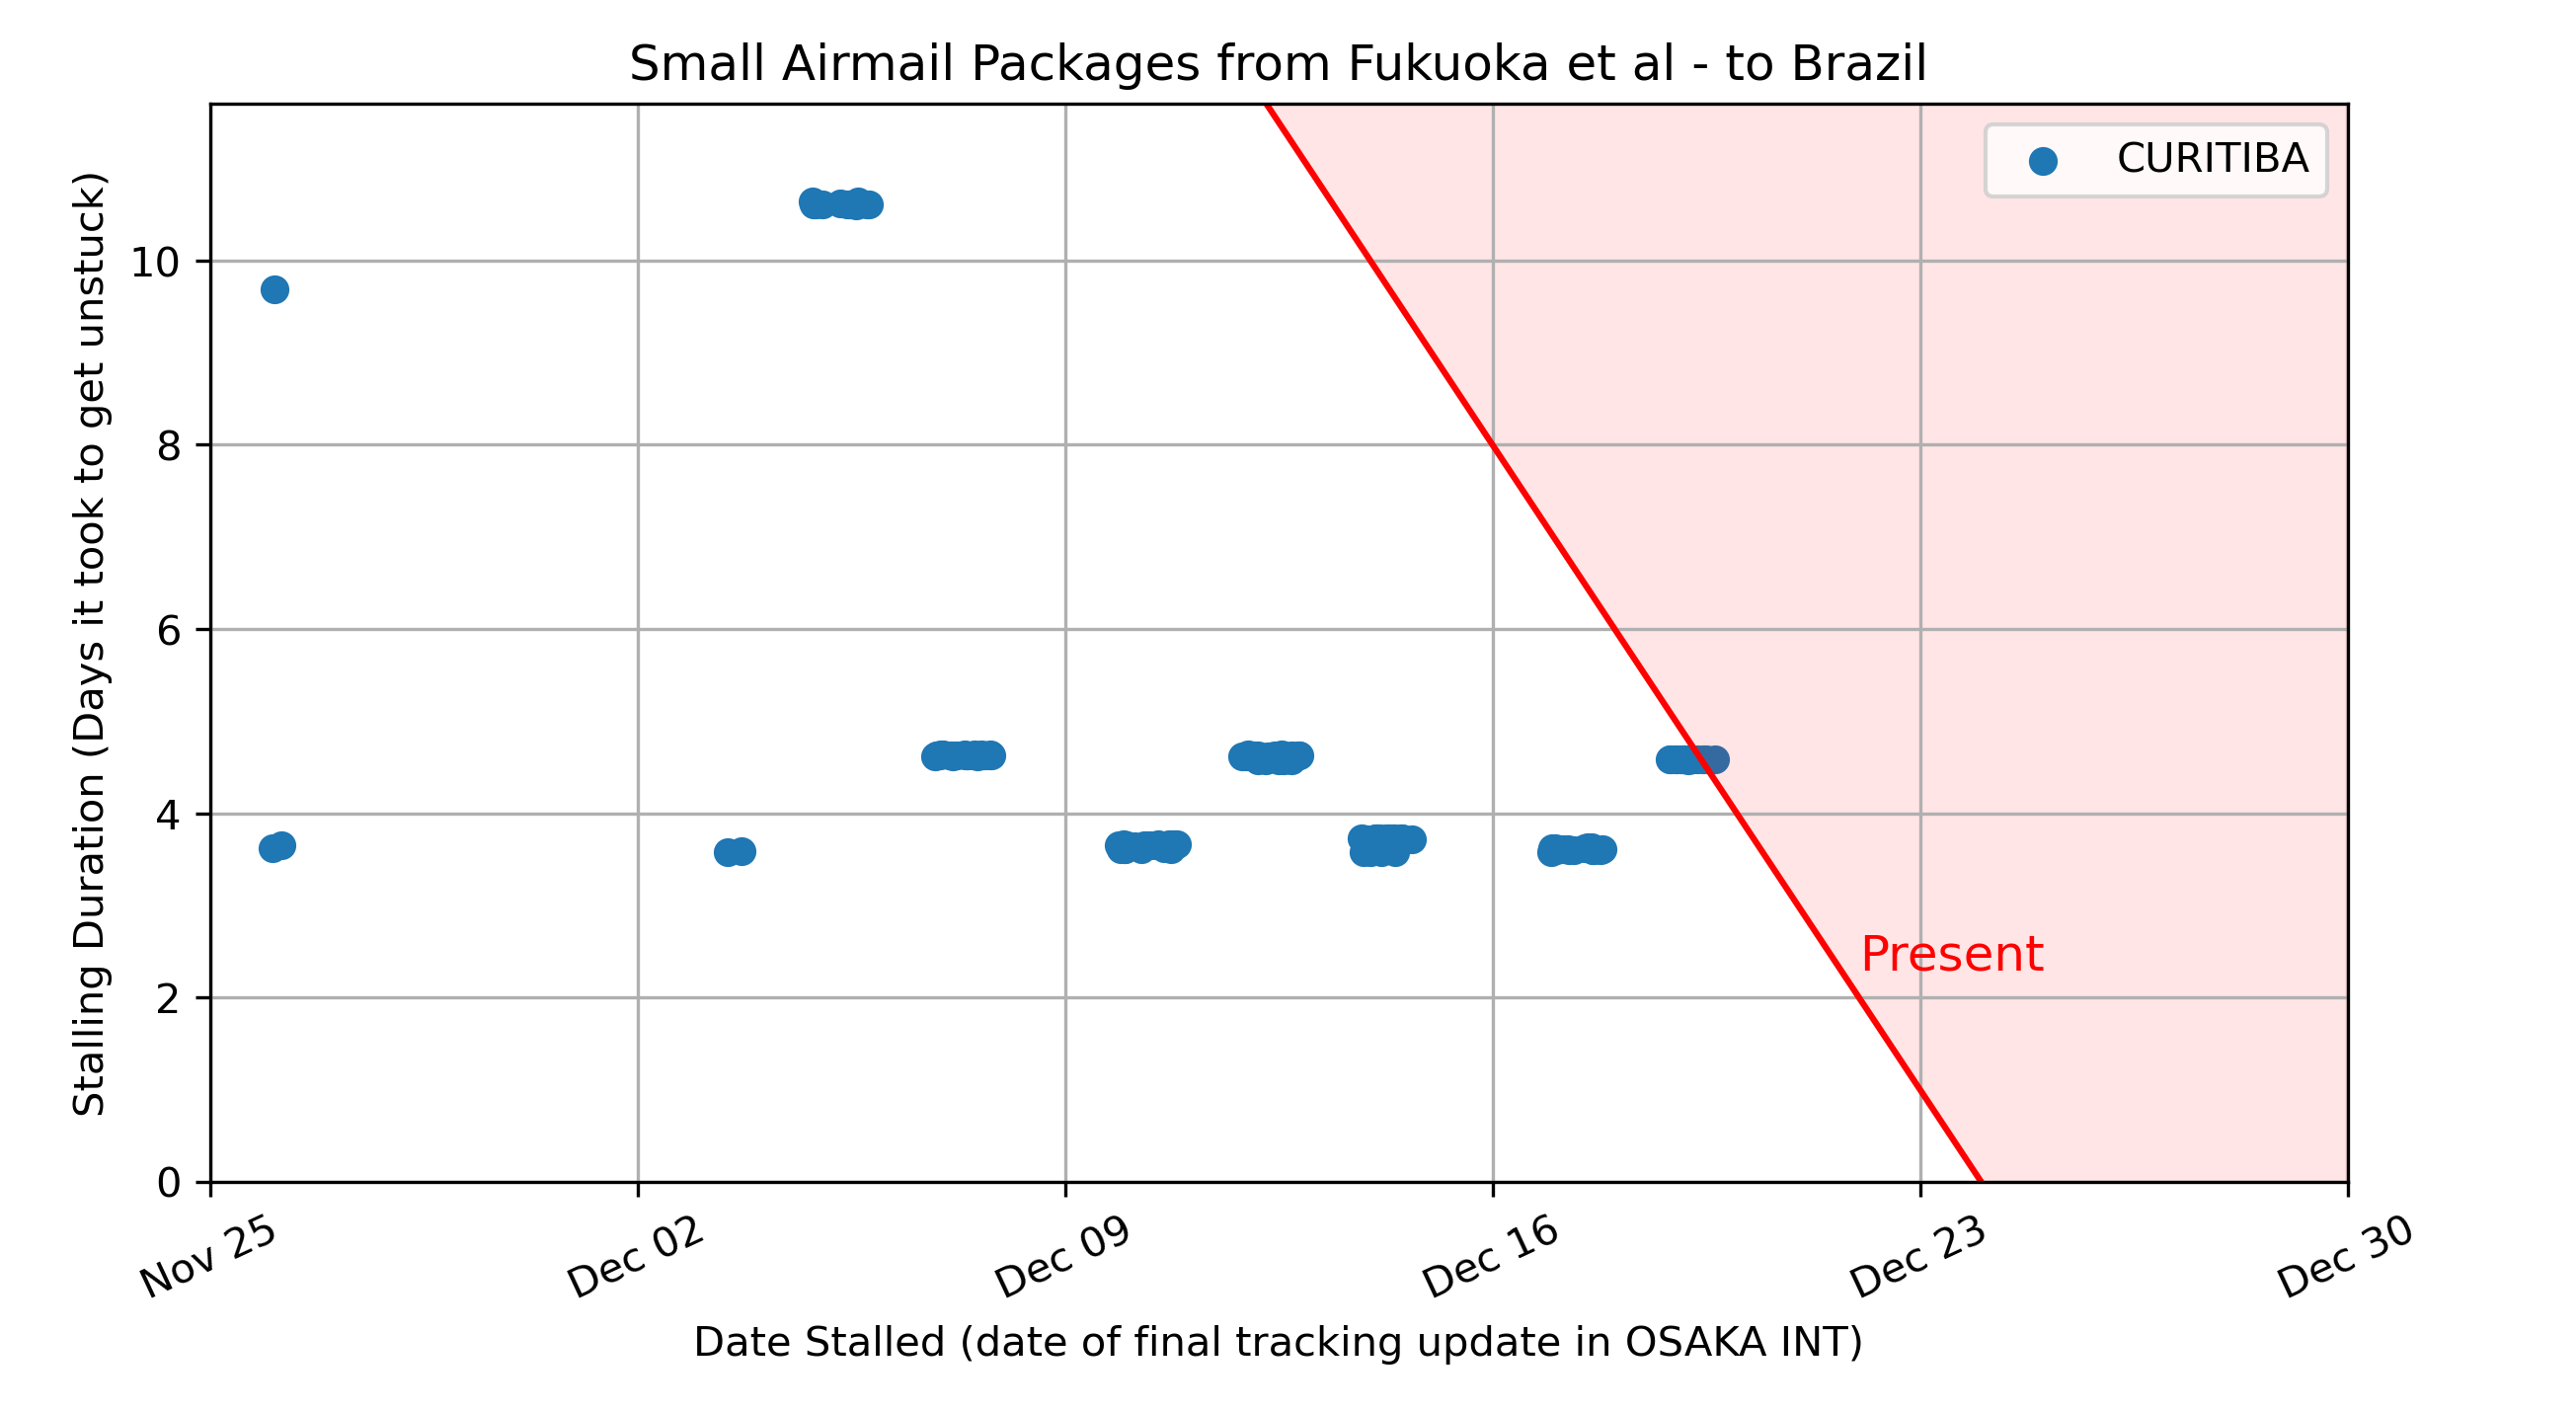 Small Airmail Packages from Fukuoka et al - to Brazil
CURITIBA
Stalling Duration (Days it took to get unstuck)
10
8
6
4
2
0
Present
Nov 25
Dec 02
Dec 09
Dec 16
Dec 23
Dec 30
Date Stalled (date of final tracking update in OSAKA INT)